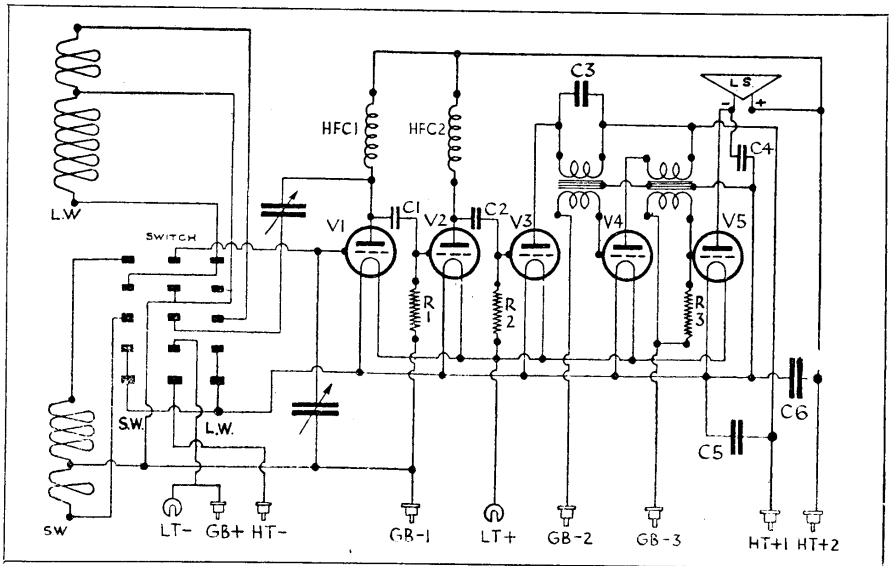 C3
L.S.
- +
HFC1
HFC2
C4
L.W
C1
C2
V1
V2
V3
V4
V5
SWITCH
R
1
R
2
R
3
S.W.
L.W.
C6
C5
SW
LT-
GB+
HT-
GB-1
LT+
GB-2
GB-3
HT+1
HT+2